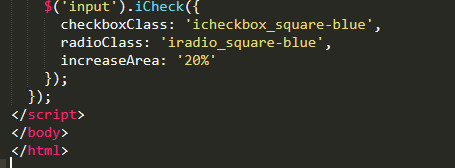 $('input').iCheck({
checkboxClass: 'icheckbox_square-blue',
radioClass: 'iradio_square-blue',
increaseArea: '20%'
});
});
</script>
</body>
</html>